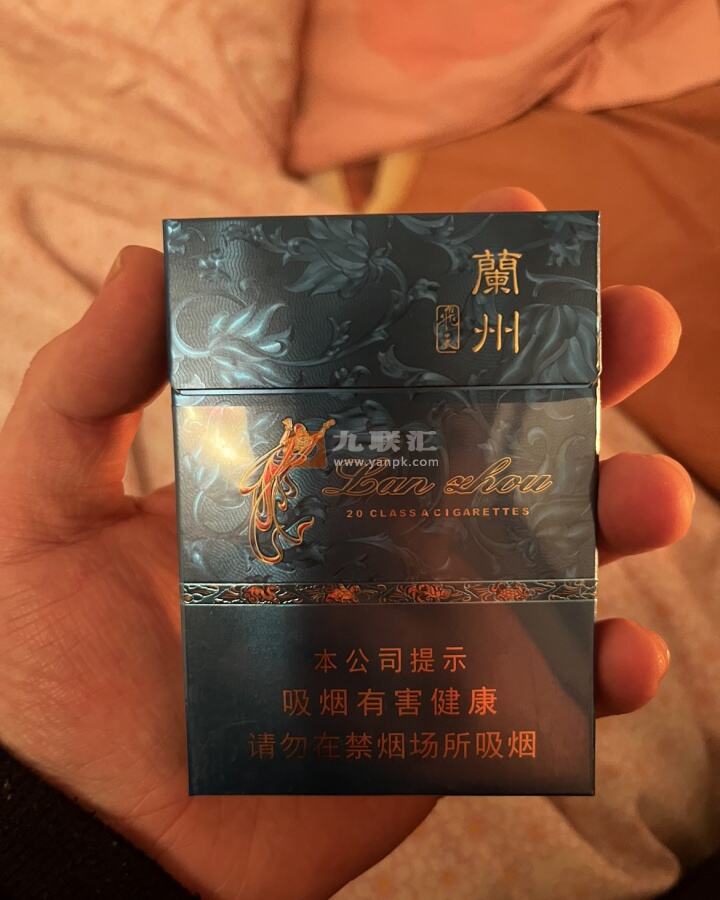 蘭州
飛天
九联汇
www.yanpk.com
Lan zhou
20 CLASS A CIGARETTES
本公司提示
吸烟有害健康
请勿在禁烟场所吸烟